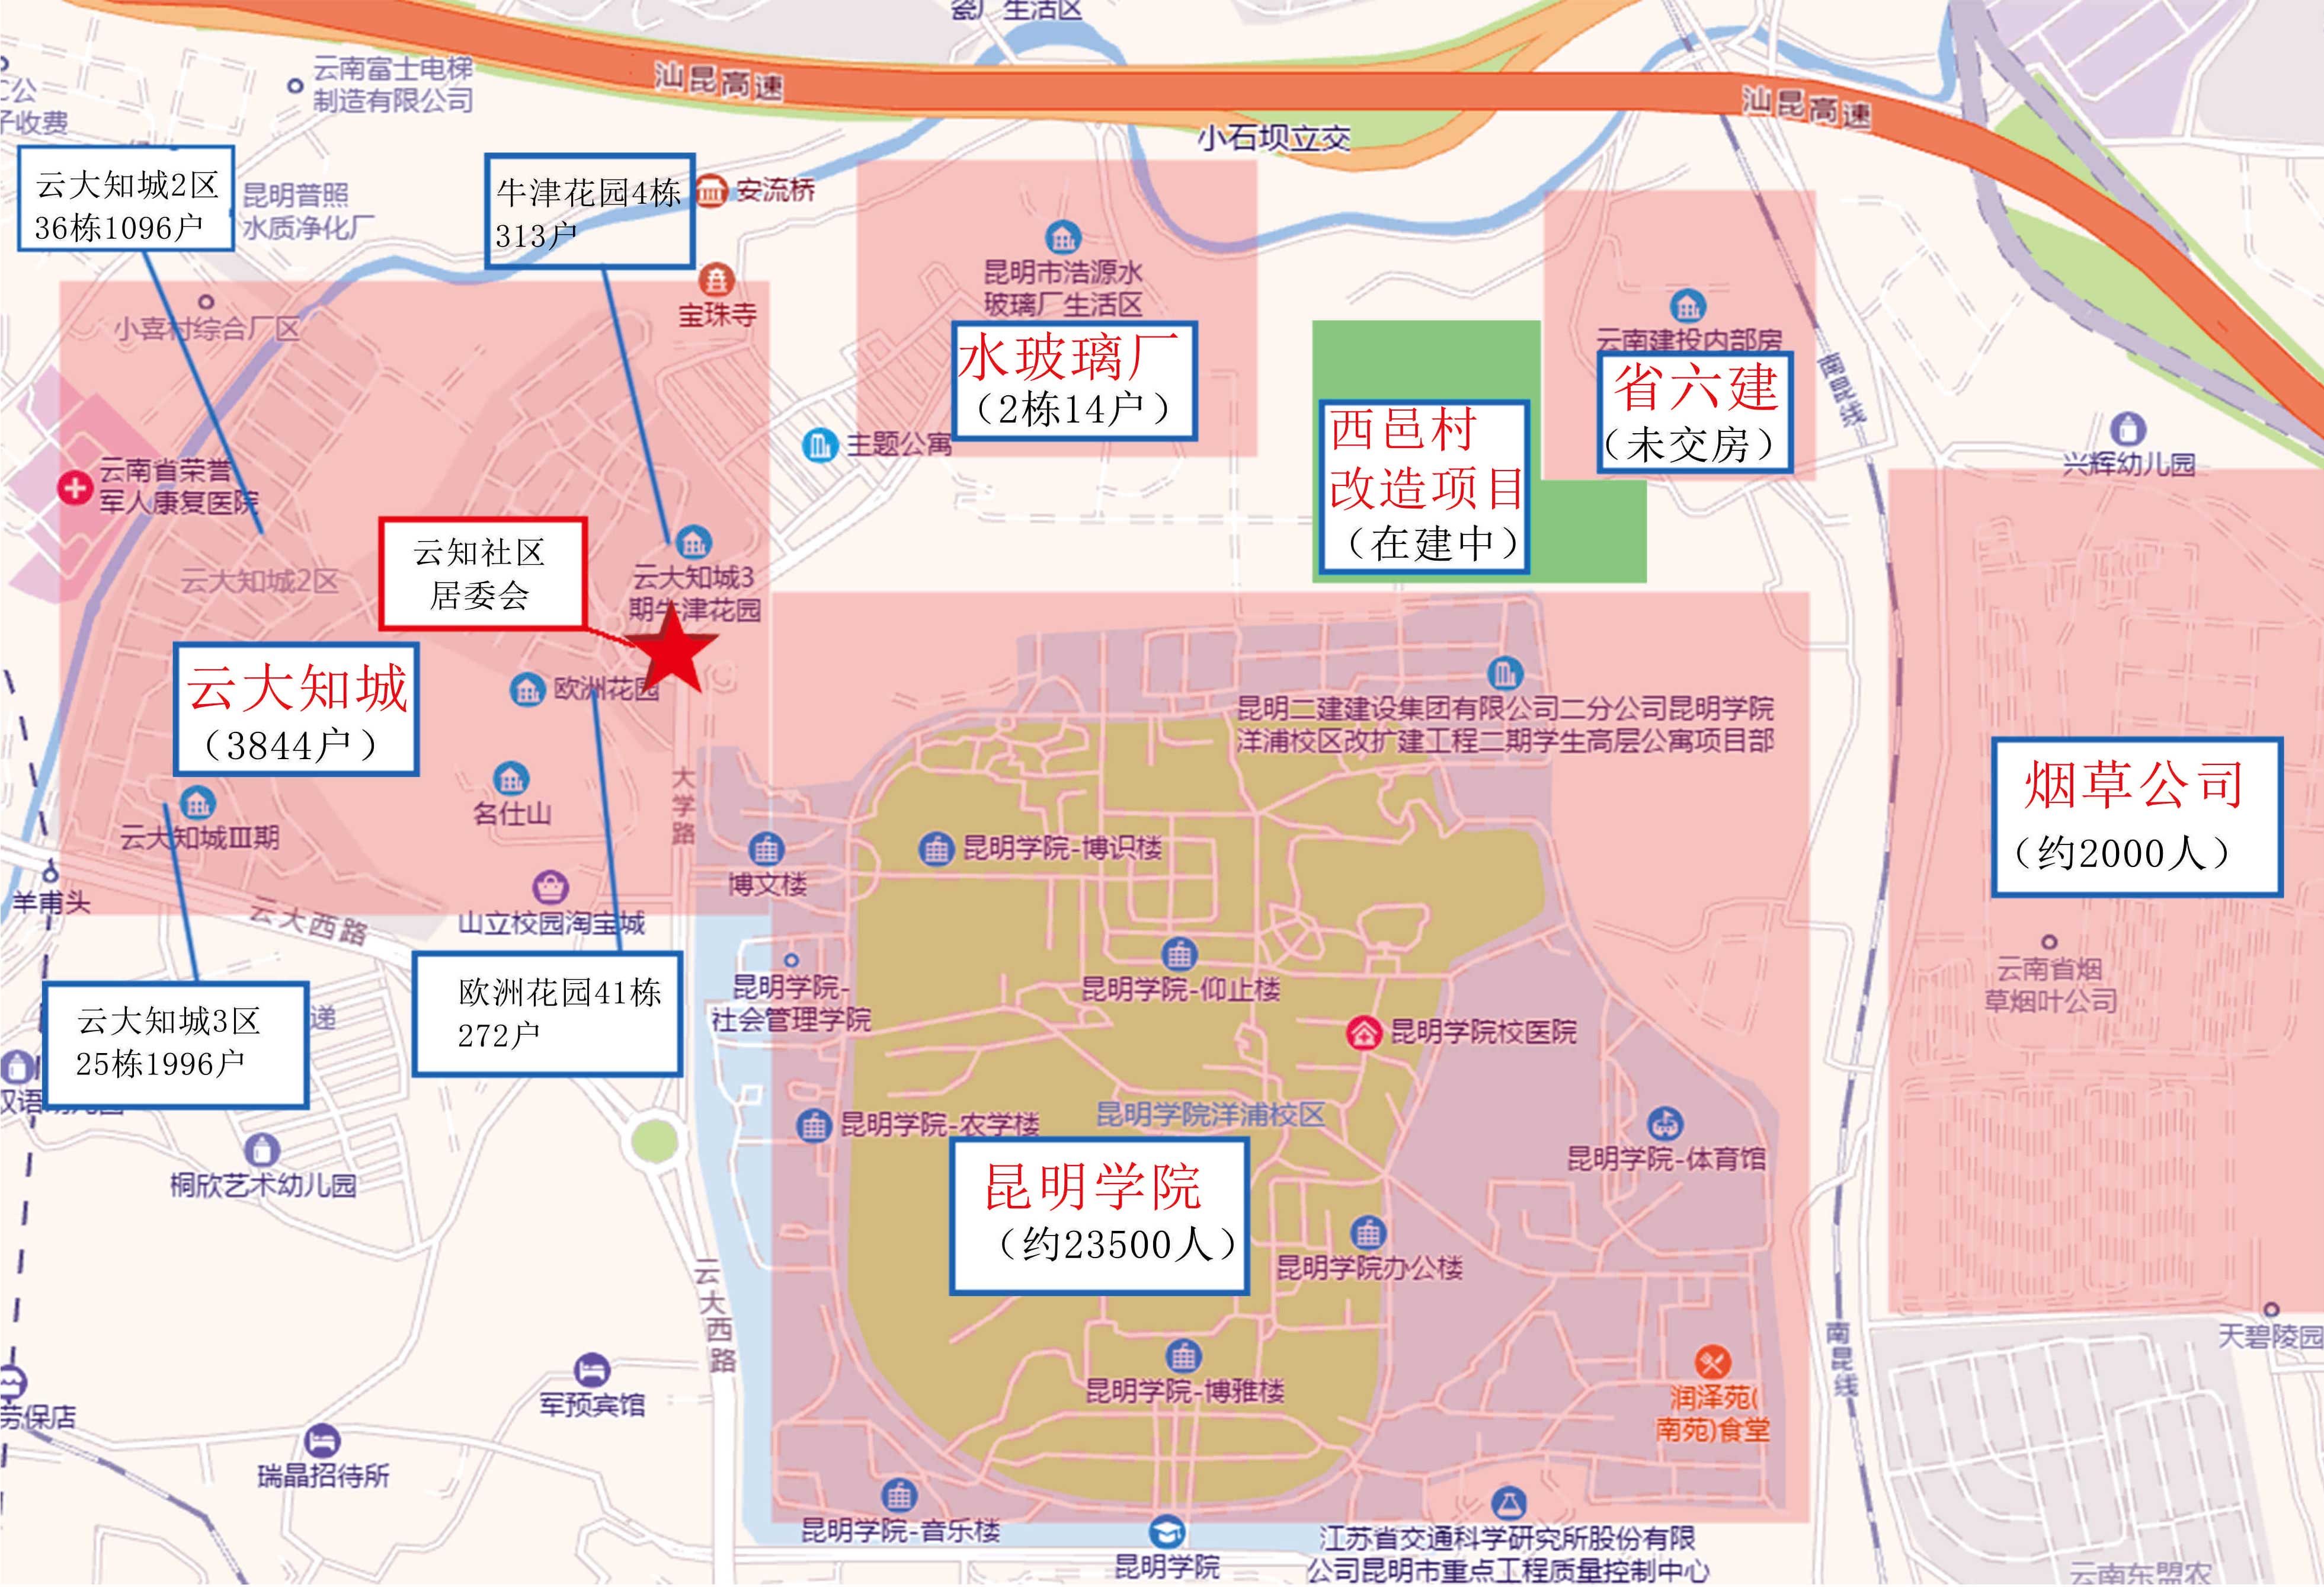 瓷厂生活区
云南富士电梯
制造有限公司
C公
子收费
汕昆高速
汕昆高速
小石坝立交
云大知城2区
36栋1096户
昆明普照
水质净化厂
牛津花园4栋
313户
安流桥
宝珠寺
昆明市浩源水
玻璃厂生活区
水玻璃厂
（2栋14户）
云南建投内部房
省六建
（未交房）
南昆线
小喜村综合厂区
主题公寓
西邑村
改造项目
（在建中）
兴辉幼儿园
云南省荣誉
军人康复医院
云知社区
居委会
云大知城2区
云大知城3
期牛津花园
云大知城
（3844户）
欧洲花园
昆明二建建设集团有限公司二分公司昆明学院
洋浦校区改扩建工程二期学生高层公寓项目部
烟草公司
（约2000人）
名仕山
大学路
云大知城Ⅲ期
昆明学院-博识楼
博文楼
羊甫头
云大西路
山立校园淘宝城
云大知城3区
25栋1996户
递
欧洲花园41栋
272户
昆明学院-
社会管理学院
昆明学院-仰止楼
昆明学院校医院
云南省烟
草烟叶公司
汉语幼儿园
昆明学院-农学楼
昆明学院洋浦校区
昆明学院-体育馆
桐欣艺术幼儿园
昆明学院
（约23500人）
昆明学院办公楼
云大西路
南昆线
天碧陵园
军预宾馆
昆明学院-博雅楼
润泽苑(
南苑)食堂
劳保店
瑞晶招待所
昆明学院-音乐楼
昆明学院
江苏省交通科学研究所股份有限
公司昆明市重点工程质量控制中心
云南东盟农